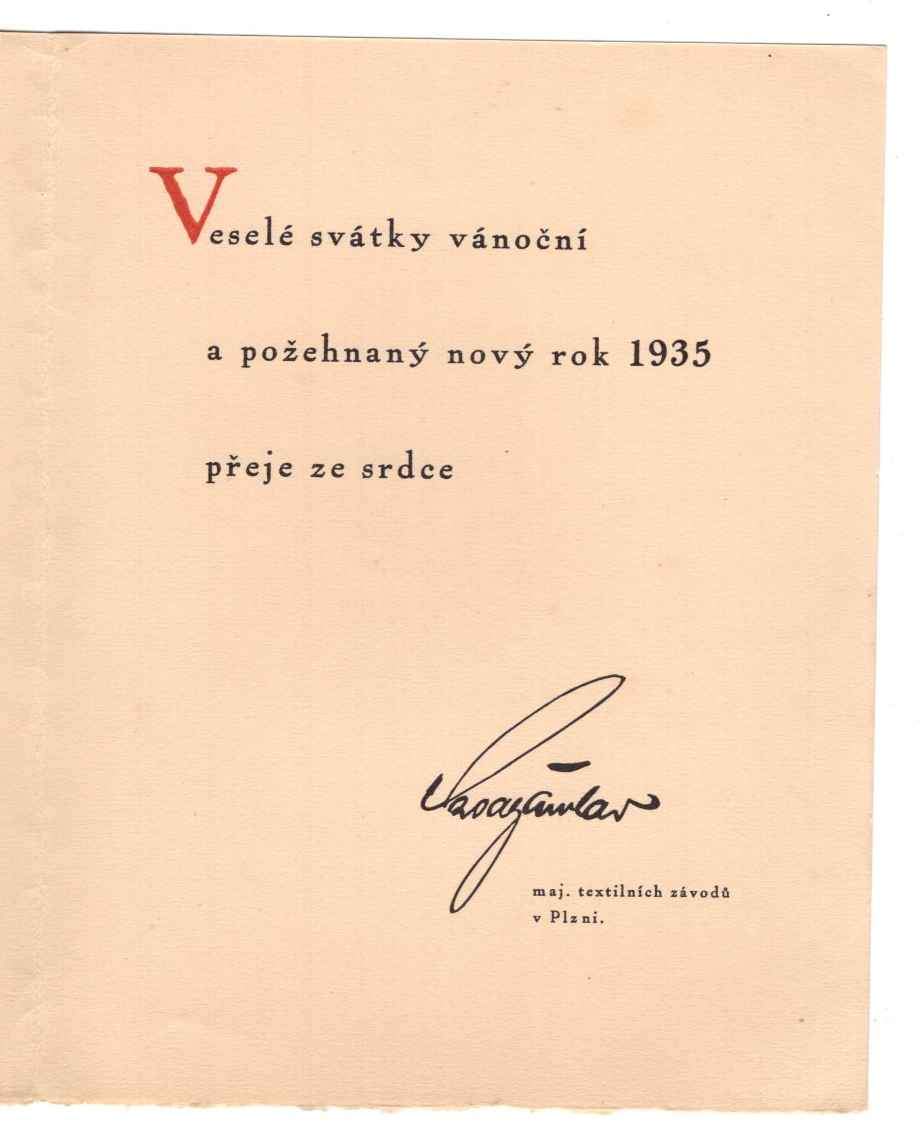 Veselé svátky vánoční
a požehnaný nový rok 1935
přeje ze srdce
maj. textilních závodů
v Plzni.